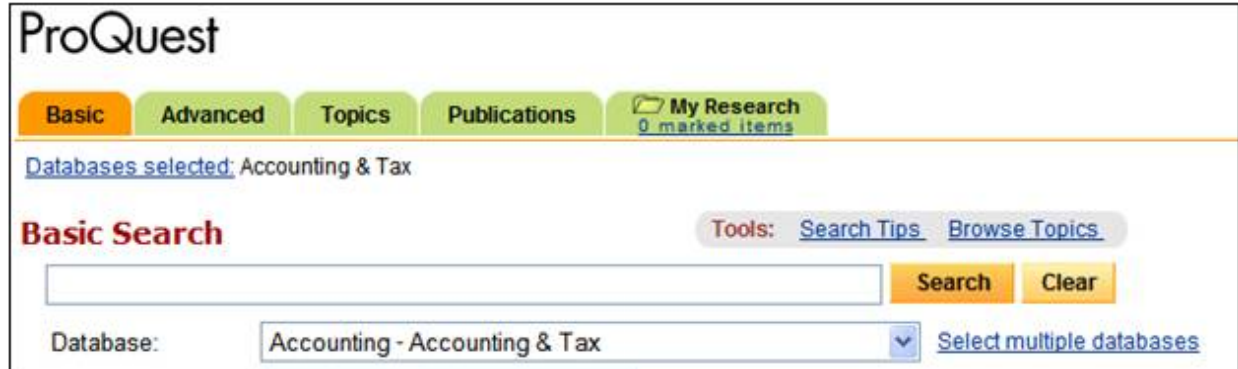 ProQuest
Basic Advanced Topics Publications My Research
0 marked items
Databases selected: Accounting & Tax
Basic Search Tools: Search Tips Browse Topics
Search Clear
Database: Accounting - Accounting & Tax Select multiple databases